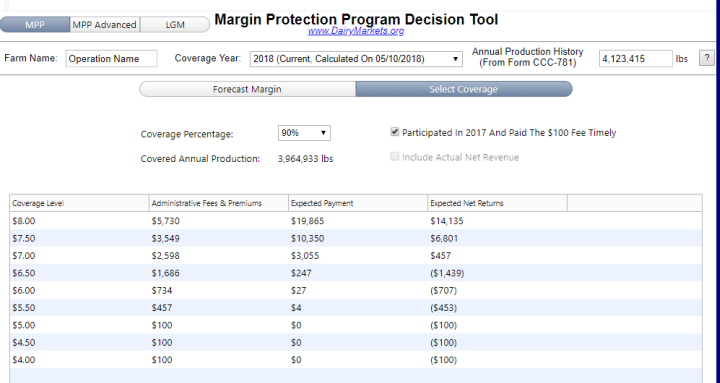 MPP MPP Advanced LGM Margin Protection Program Decision Tool
www.DairyMarkets.org
Farm Name: Operation Name Coverage Year: 2018 (Current, Calculated On 05/10/2018) Annual Production History (From Form CCC-781) 4,123,415 lbs ?
Forecast Margin Select Coverage
Coverage Percentage: 90% Participated In 2017 And Paid The $100 Fee Timely
Covered Annual Production: 3,964,933 lbs Include Actual Net Revenue
Coverage Level Administrative Fees & Premiums Expected Payment Expected Net Returns
$8.00 $5,730 $19,865 $14,135
$7.50 $3,549 $10,350 $6,801
$7.00 $2,598 $3,055 $457
$6.50 $1,686 $247 ($1,439)
$6.00 $734 $27 ($707)
$5.50 $457 $4 ($453)
$5.00 $100 $0 ($100)
$4.50 $100 $0 ($100)
$4.00 $100 $0 ($100)